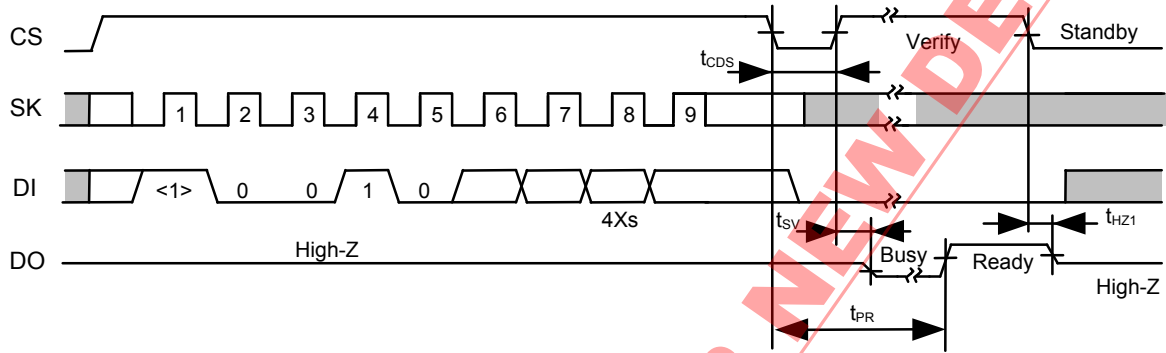 CS
Verify
Standby
tCDS
SK
1 2 3 4 5 6 7 8 9
DI
<1> 0 0 1 0
4Xs
tSV
tHZ1
DO
High-Z
Busy
Ready
High-Z
tPR
NEW DE